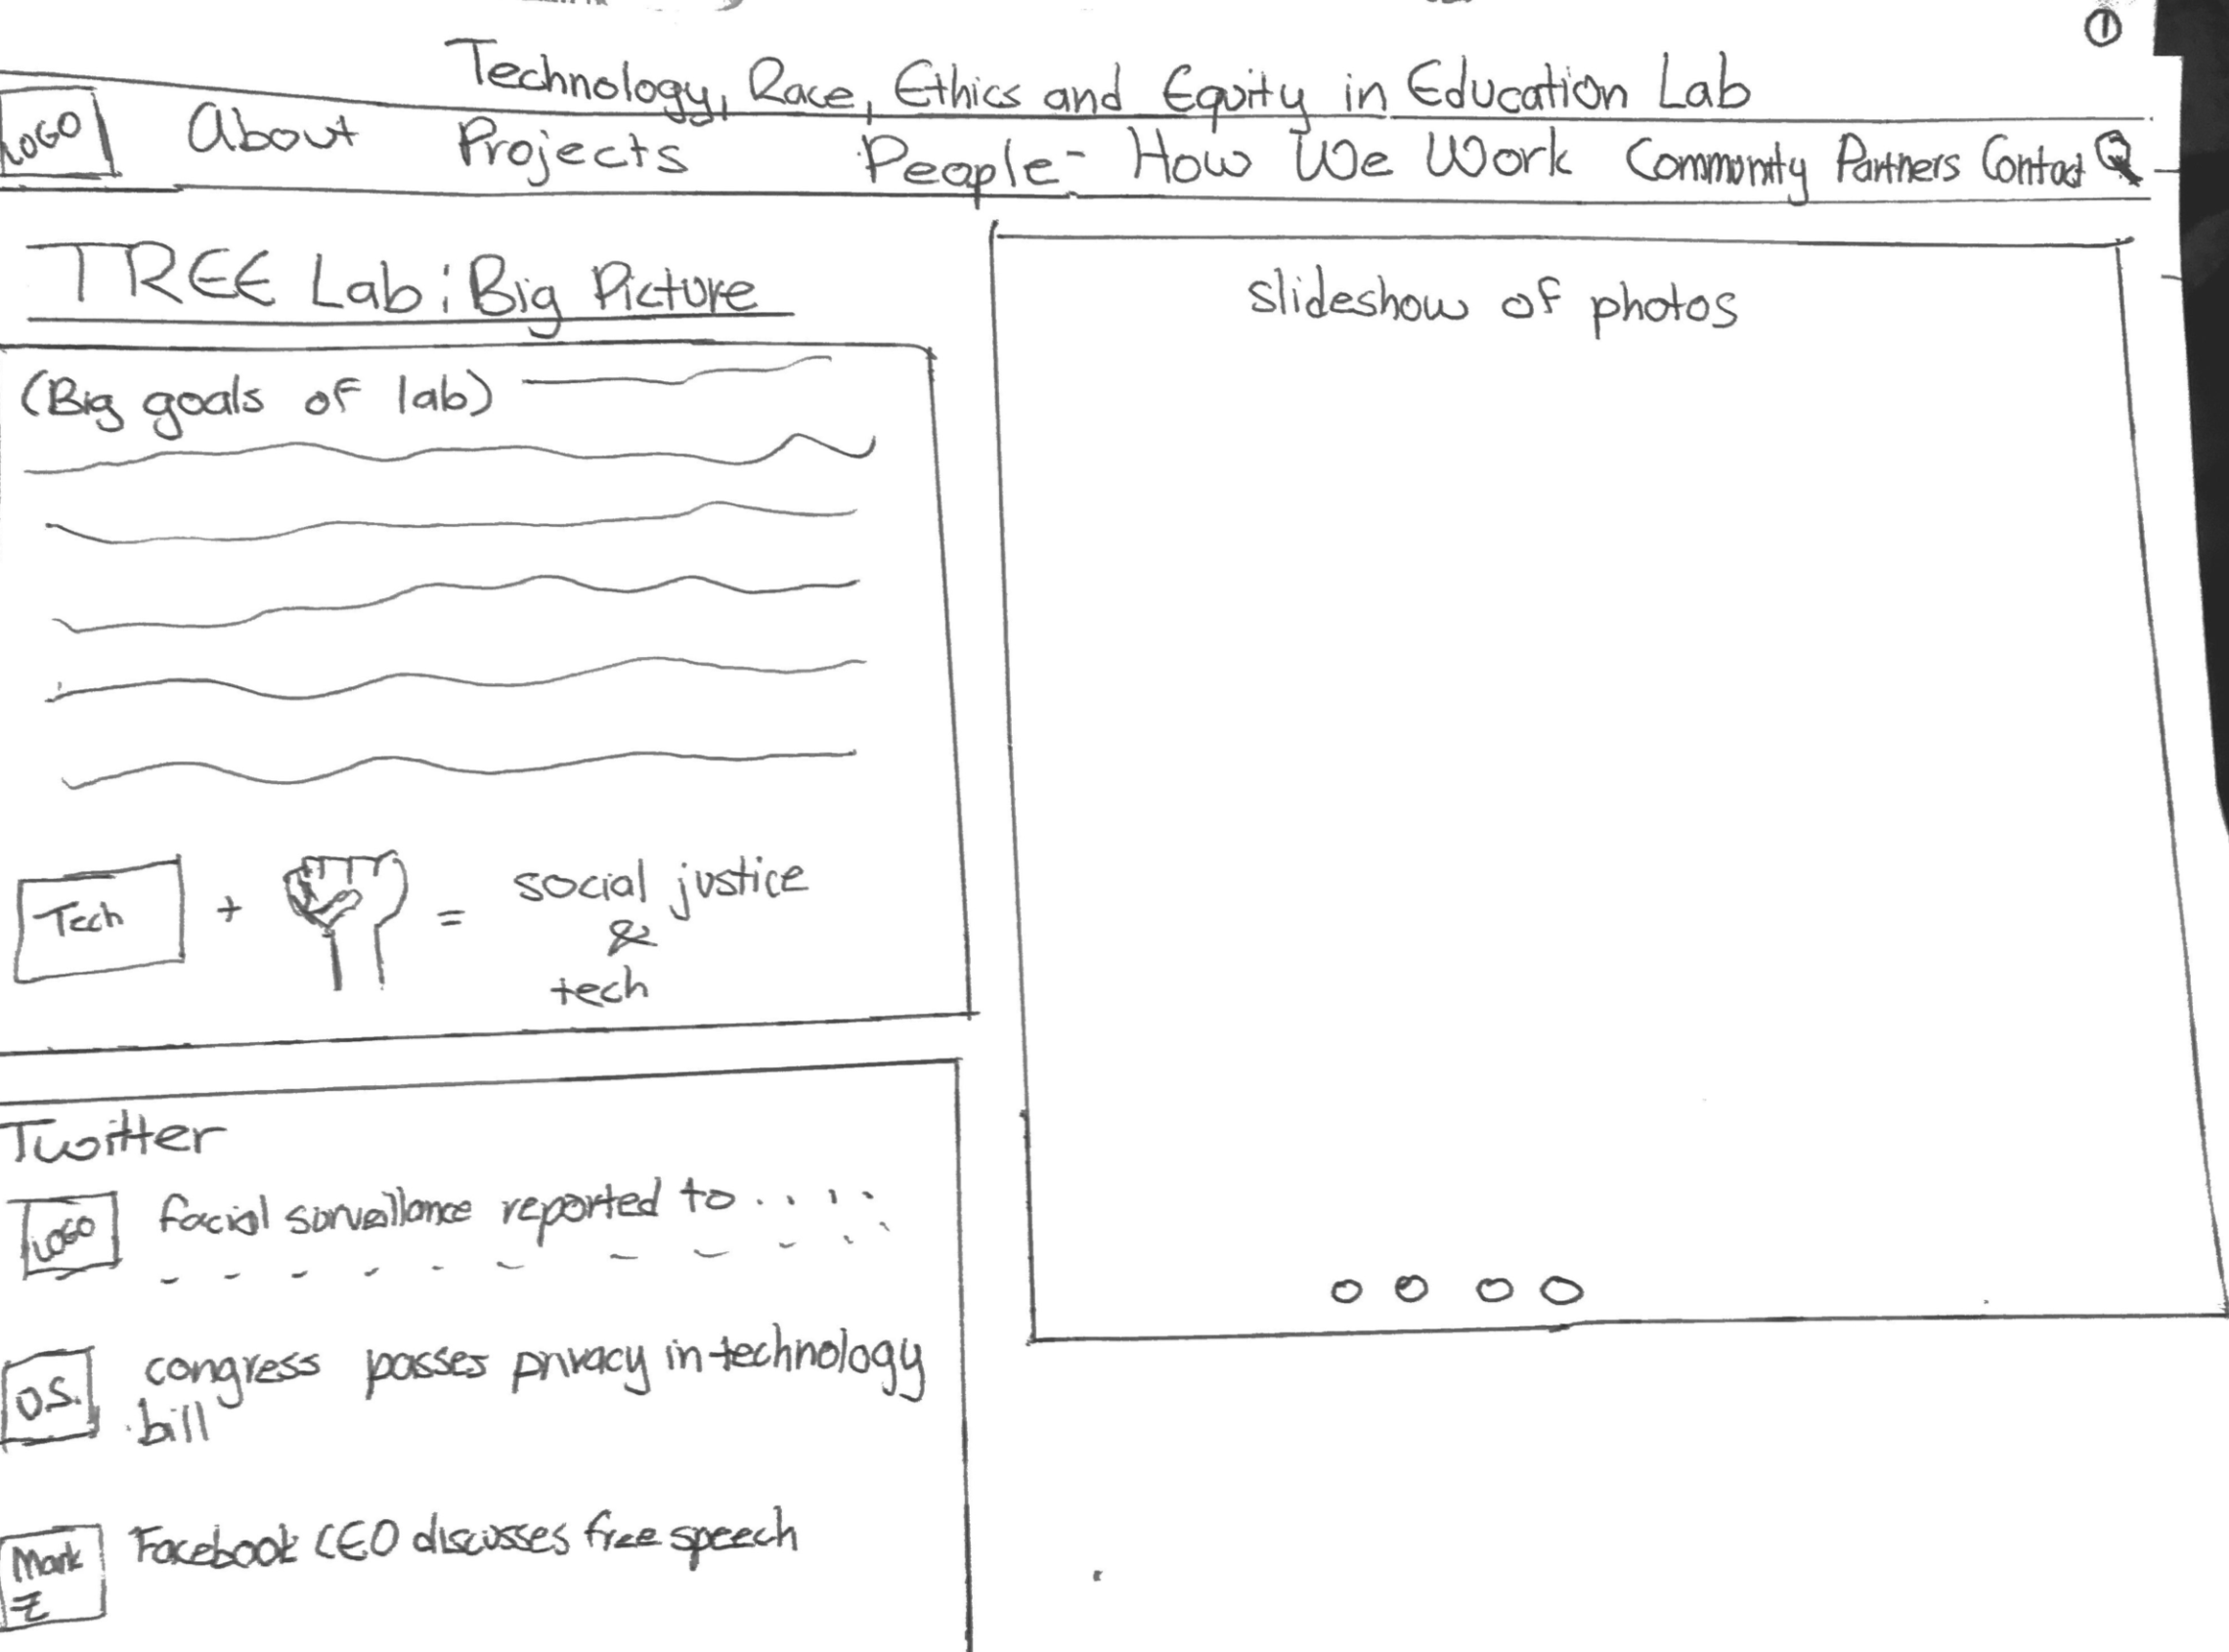 ①
Technology, Race, Ethics and Equity in Education Lab
LOGO About Projects People - How We Work Community Partners Contact
TREE Lab: Big Picture
slideshow of photos
(Big goals of lab)
Tech + = social justice
&
tech
Twitter
LOGO facial survellance reported to .....
U.S. congress passes privacy in technology
bill
Mark Z Facebook CEO discusses free speech